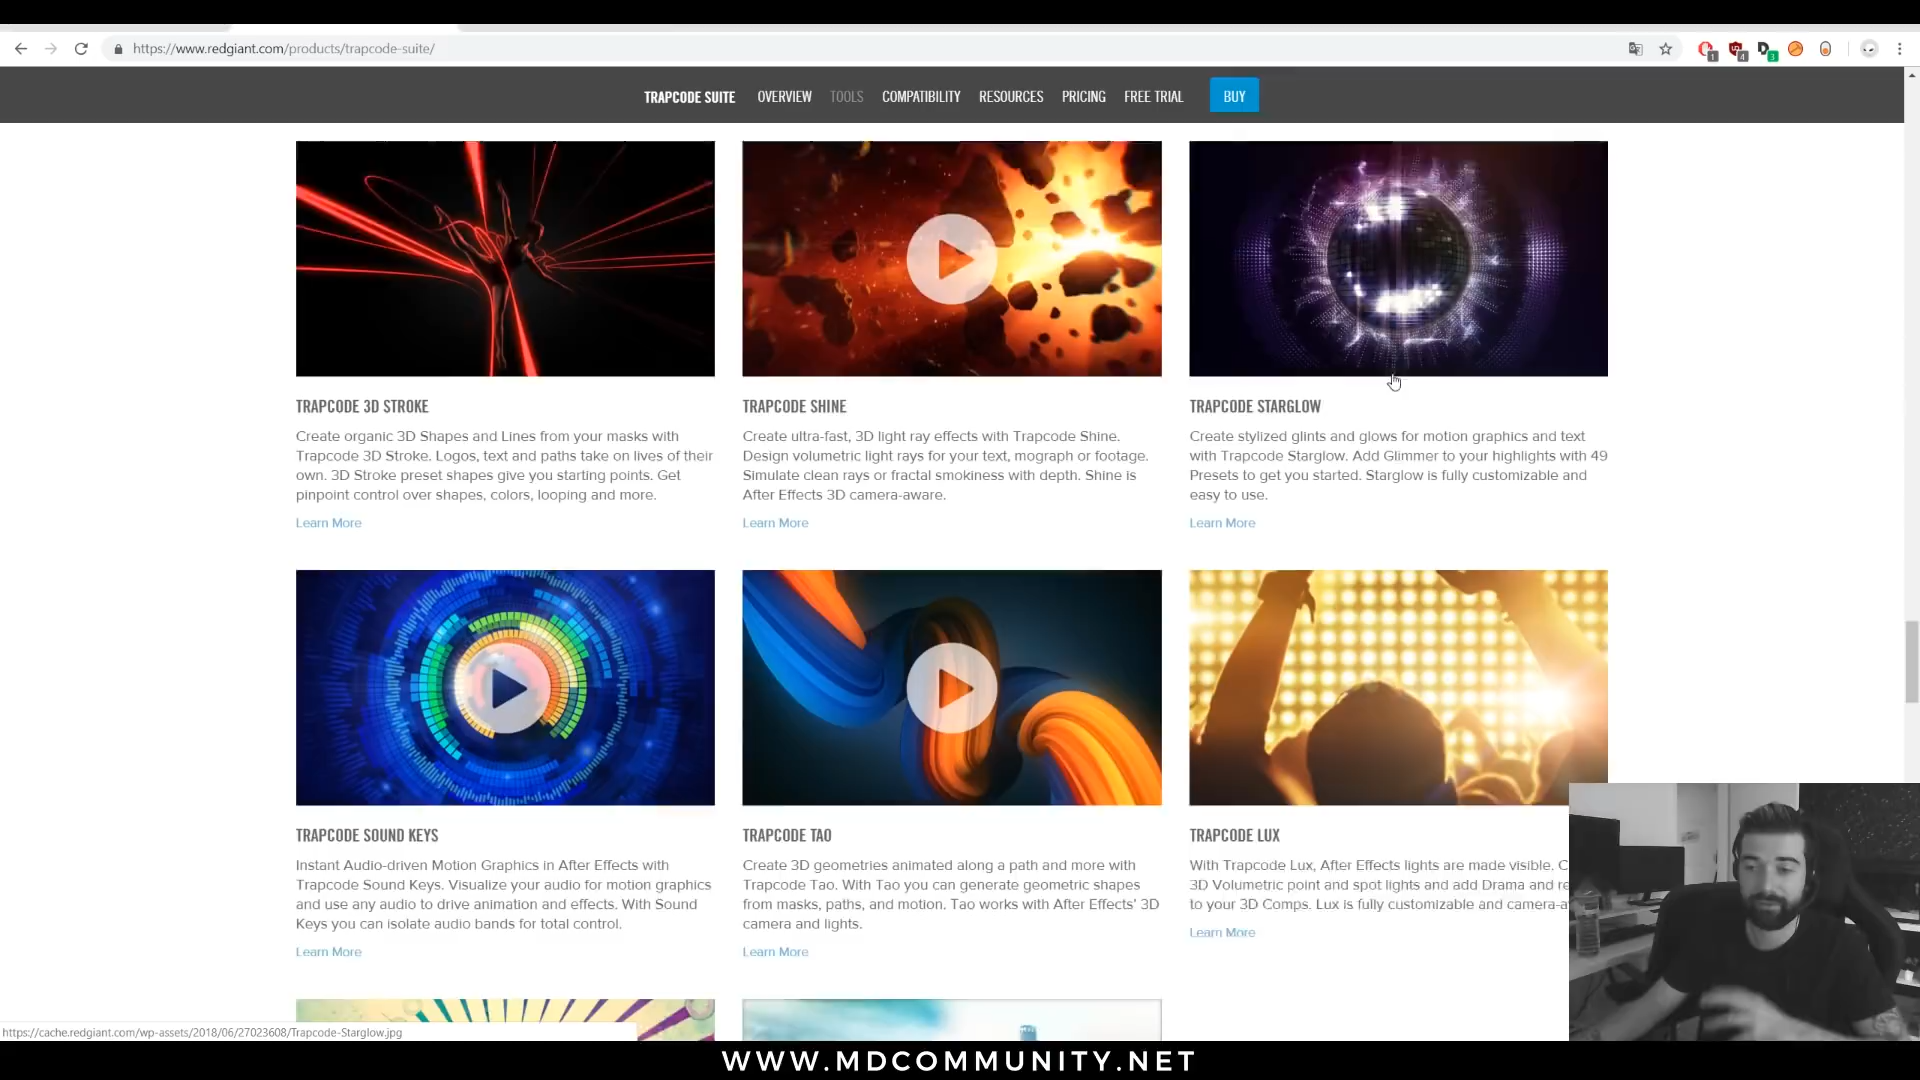 https://www.redgiant.com/products/trapcode-suite/
1
4
3
TRAPCODE SUITE OVERVIEW TOOLS COMPATIBILITY RESOURCES PRICING FREE TRIAL BUY
TRAPCODE 3D STROKE
Create organic 3D Shapes and Lines from your masks with
Trapcode 3D Stroke. Logos, text and paths take on lives of their
own. 3D Stroke preset shapes give you starting points. Get
pinpoint control over shapes, colors, looping and more.
Learn More
TRAPCODE SHINE
Create ultra-fast, 3D light ray effects with Trapcode Shine.
Design volumetric light rays for your text, mograph or footage.
Simulate clean rays or fractal smokiness with depth. Shine is
After Effects 3D camera-aware.
Learn More
TRAPCODE STARGLOW
Create stylized glints and glows for motion graphics and text
with Trapcode Starglow. Add Glimmer to your highlights with 49
Presets to get you started. Starglow is fully customizable and
easy to use.
Learn More
TRAPCODE SOUND KEYS
Instant Audio-driven Motion Graphics in After Effects with
Trapcode Sound Keys. Visualize your audio for motion graphics
and use any audio to drive animation and effects. With Sound
Keys you can isolate audio bands for total control.
Learn More
TRAPCODE TAO
Create 3D geometries animated along a path and more with
Trapcode Tao. With Tao you can generate geometric shapes
from masks, paths, and motion. Tao works with After Effects' 3D
camera and lights.
Learn More
TRAPCODE LUX
With Trapcode Lux, After Effects lights are made visible. C
3D Volumetric point and spot lights and add Drama and re
to your 3D Comps. Lux is fully customizable and camera-a
Learn More
https://cache.redgiant.com/wp-assets/2018/06/27023608/Trapcode-Starglow.jpg
WWW.MDCOMMUNITY.NET